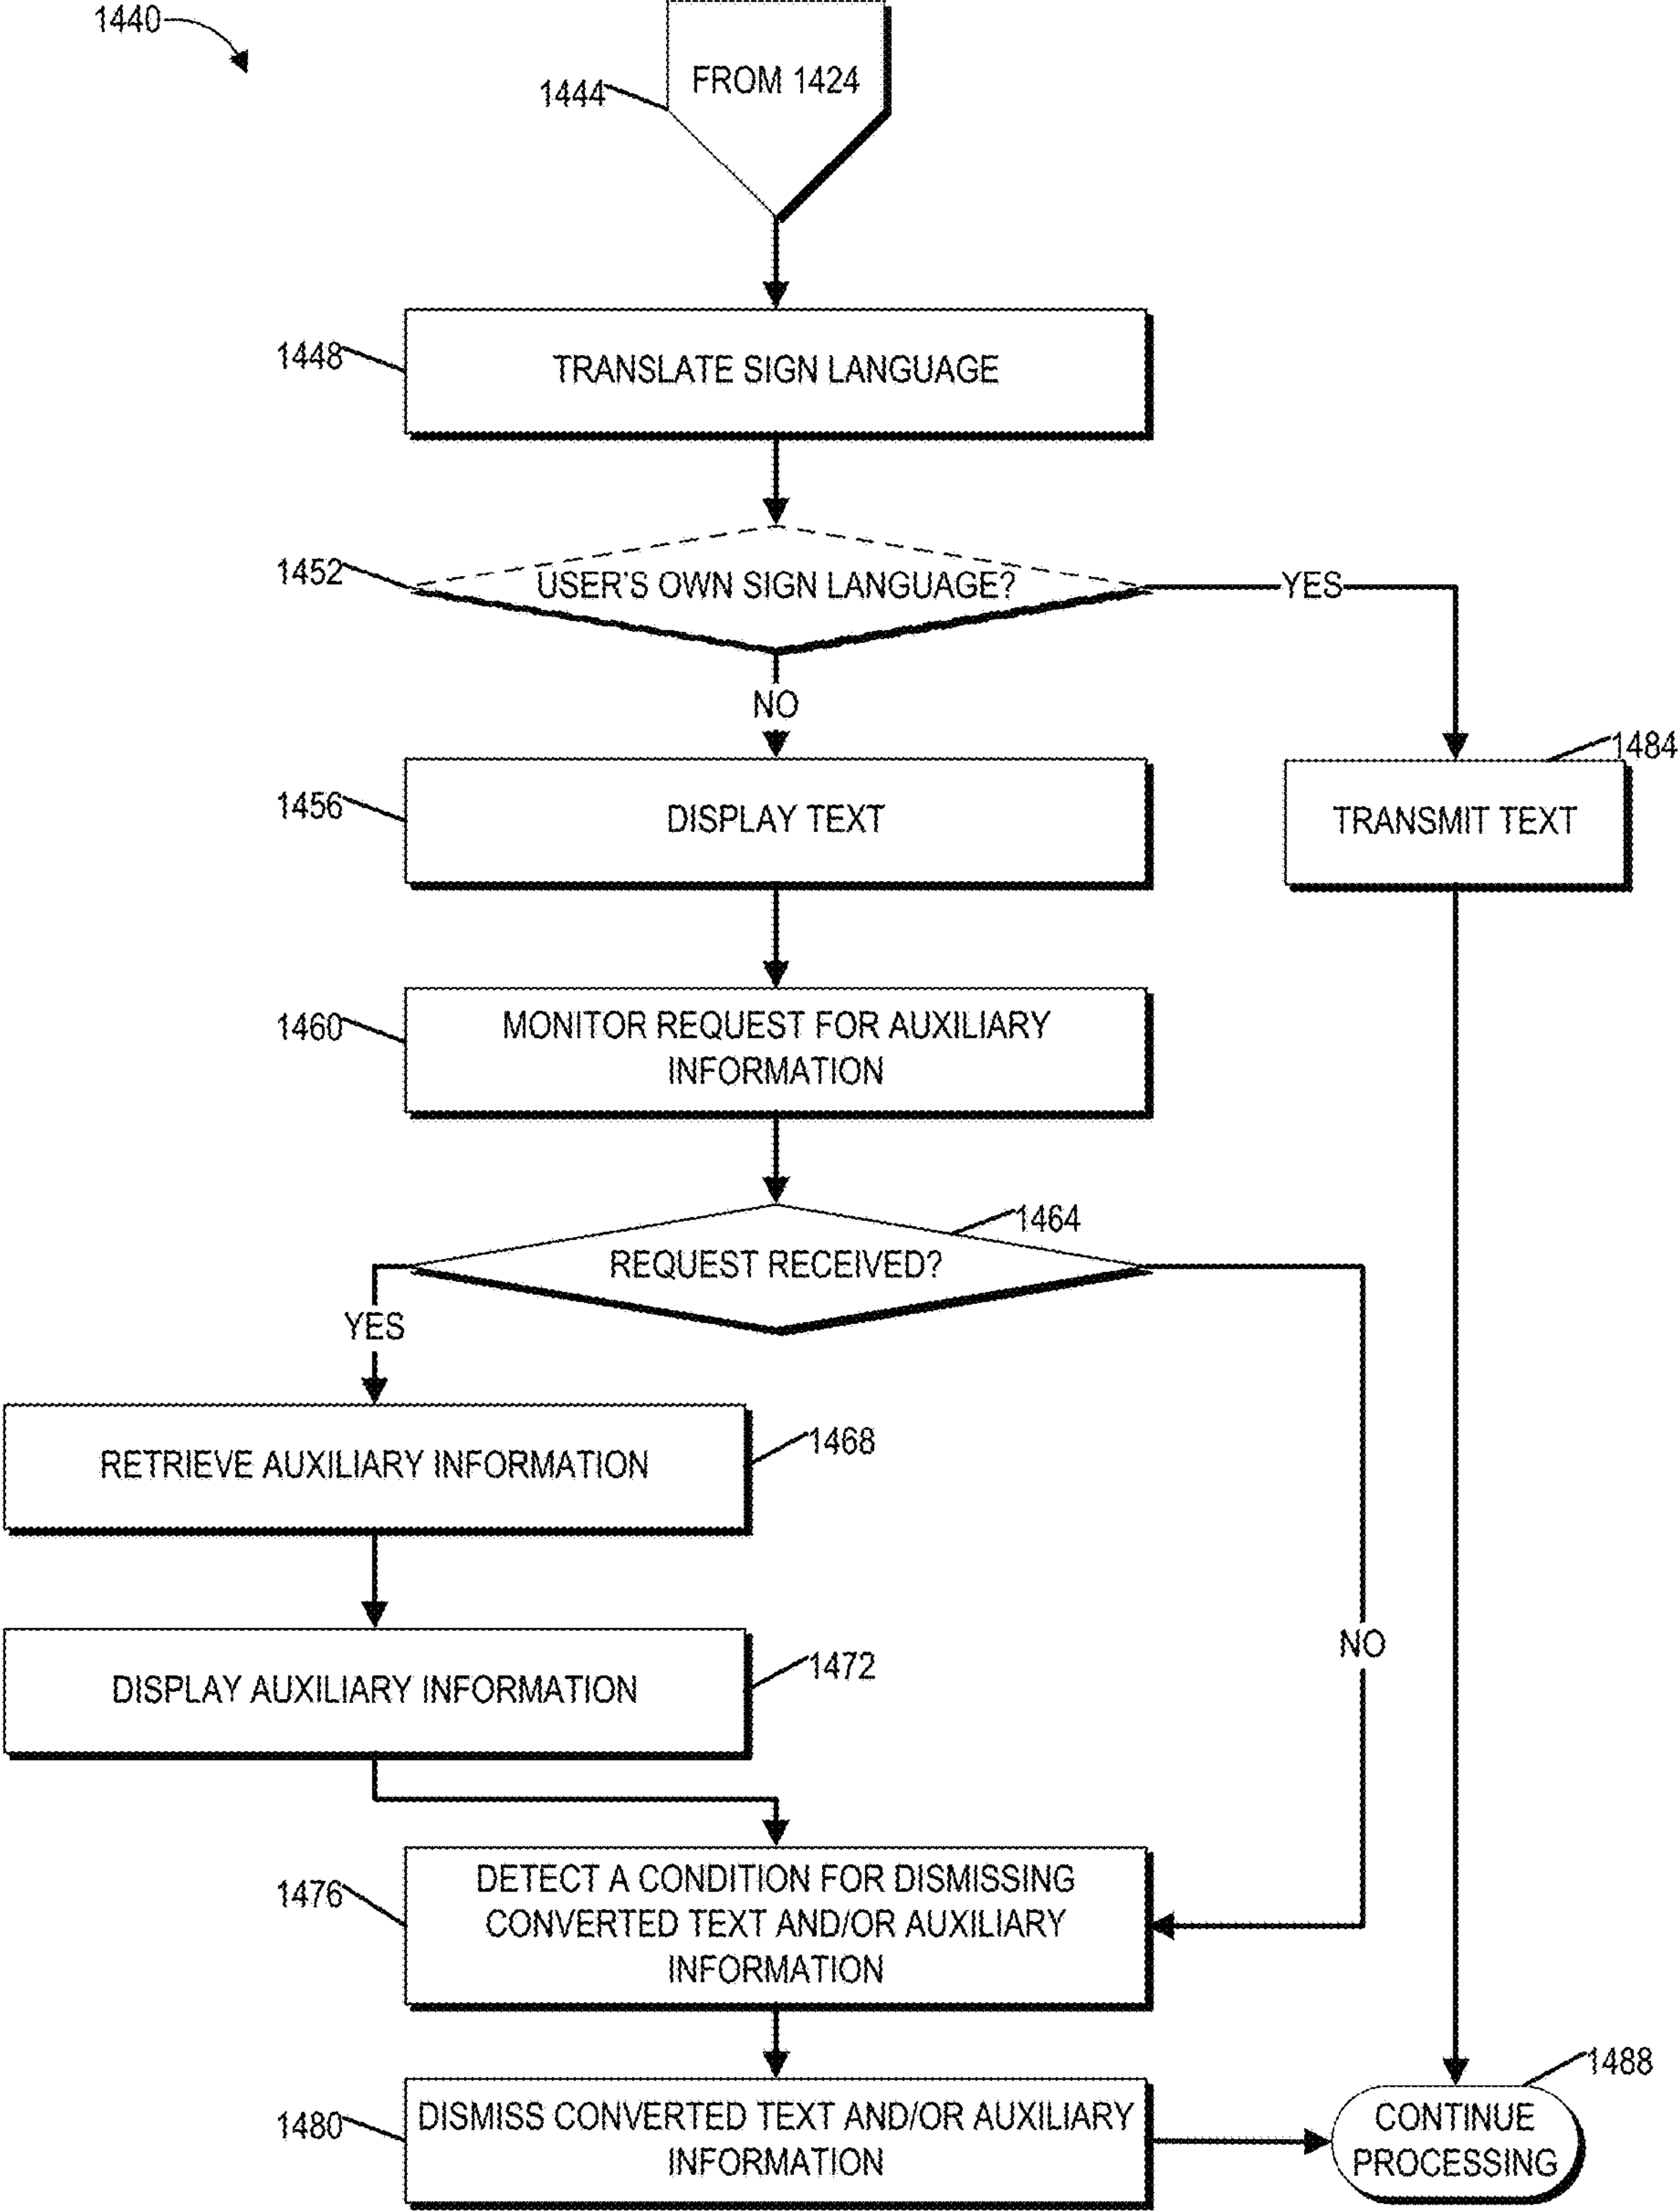 1440
FROM 1424
1444
1448
TRANSLATE SIGN LANGUAGE
1452
USER'S OWN SIGN LANGUAGE?
YES
NO
1456
DISPLAY TEXT
1484
TRANSMIT TEXT
1460
MONITOR REQUEST FOR AUXILIARY
INFORMATION
1464
REQUEST RECEIVED?
YES
NO
1468
RETRIEVE AUXILIARY INFORMATION
1472
DISPLAY AUXILIARY INFORMATION
1476
DETECT A CONDITION FOR DISMISSING
CONVERTED TEXT AND/OR AUXILIARY
INFORMATION
1480
DISMISS CONVERTED TEXT AND/OR AUXILIARY
INFORMATION
1488
CONTINUE
PROCESSING